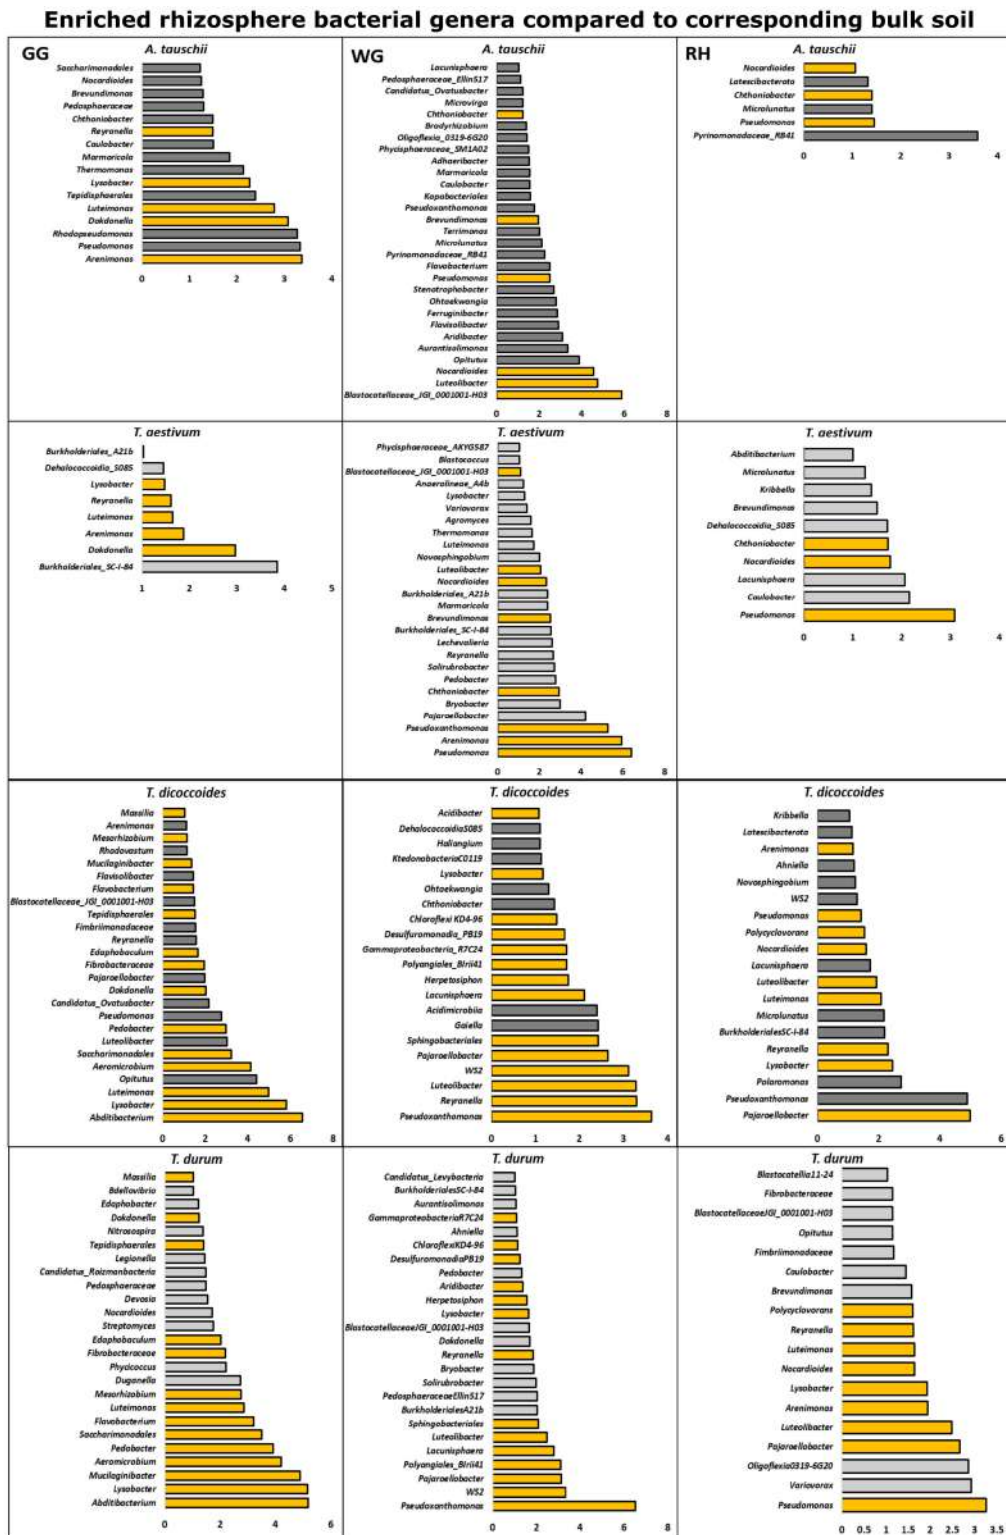 Enriched rhizosphere bacterial genera compared to corresponding bulk soil
GG
A. tauschii
Saccharimonadales
Nocardioides
Brevundimonas
Pedosphaeraceae
Chthoniobacter
Reyranella
Caulobacter
Marmoricola
Thermomonas
Lysobacter
Tepidisphaerales
Luteimonas
Dokdonella
Rhodopseudomonas
Pseudomonas
Arenimonas
0 1 2 3 4
WG
A. tauschii
Lacunisphaera
Pedosphaeraceae_Ellin517
Candidatus_Ovatusbacter
Microvirga
Chthoniobacter
Bradyrhizobium
Oligoflexia_0319-6G20
Phycisphaeraceae_SM1A02
Adhaeribacter
Marmoricola
Caulobacter
Kapabacteriales
Pseudoxanthomonas
Brevundimonas
Terrimonas
Microlunatus
Pyrinomonadaceae_RB41
Flavobacterium
Pseudomonas
Stenotrophobacter
Ohtaekwangia
Ferruginibacter
Flavisolibacter
Aridibacter
Aurantisolimonas
Opitutus
Nocardioides
Luteolibacter
Blastocatellaceae_JGI_0001001-H03
0 2 4 6 8
RH
A. tauschii
Nocardioides
Latescibacterota
Chthoniobacter
Microlunatus
Pseudomonas
Pyrinomonadaceae_RB41
0 1 2 3 4
T. aestivum
Burkholderiales_A21b
Dehalococcoidia_S085
Lysobacter
Reyranella
Luteimonas
Arenimonas
Dokdonella
Burkholderiales_SC-I-84
1 2 3 4 5
T. aestivum
Phycisphaeraceae_AKYG587
Blastococcus
Blastocatellaceae_JGI_0001001-H03
Anaerolineae_A4b
Lysobacter
Variovorax
Agromyces
Thermomonas
Luteimonas
Novosphingobium
Luteolibacter
Nocardioides
Burkholderiales_A21b
Marmoricola
Brevundimonas
Burkholderiales_SC-I-84
Lechevalieria
Reyranella
Solirubrobacter
Pedobacter
Chthoniobacter
Bryobacter
Pajaroellobacter
Pseudoxanthomonas
Arenimonas
Pseudomonas
0 2 4 6 8
T. aestivum
Abditibacterium
Microlunatus
Kribbella
Brevundimonas
Dehalococcoidia_S085
Chthoniobacter
Nocardioides
Lacunisphaera
Caulobacter
Pseudomonas
0 1 2 3 4
T. dicoccoides
Massilia
Arenimonas
Mesorhizobium
Rhodovastum
Mucilaginibacter
Flavisolibacter
Flavobacterium
Blastocatellaceae_JGI_0001001-H03
Tepidisphaerales
Fimbriimonadaceae
Reyranella
Edaphobaculum
Fibrobacteraceae
Pajaroellobacter
Dokdonella
Candidatus_Ovatusbacter
Pseudomonas
Pedobacter
Luteolibacter
Saccharimonadales
Aeromicrobium
Opitutus
Luteimonas
Lysobacter
Abditibacterium
0 2 4 6 8
T. dicoccoides
Acidibacter
DehalococcoidiaS085
Haliangium
KtedonobacteriaC0119
Lysobacter
Ohtaekwangia
Chthoniobacter
Chloroflexi KD4-96
Desulfuromonadia_PB19
Gammaproteobacteria_R7C24
Polyangiales_BIrii41
Herpetosiphon
Lacunisphaera
Acidimicrobiia
Gaiella
Sphingobacteriales
Pajaroellobacter
WS2
Luteolibacter
Reyranella
Pseudoxanthomonas
0 1 2 3 4
T. dicoccoides
Kribbella
Latescibacterota
Arenimonas
Ahniella
Novosphingobium
WS2
Pseudomonas
Polycyclovorans
Nocardioides
Lacunisphaera
Luteolibacter
Luteimonas
Microlunatus
BurkholderialesSC-I-84
Reyranella
Lysobacter
Polaromonas
Pseudoxanthomonas
Pajaroellobacter
0 2 4 6
T. durum
Massilia
Bdellovibrio
Edaphobacter
Dokdonella
Nitrosospira
Tepidisphaerales
Legionella
Candidatus_Roizmanbacteria
Pedosphaeraceae
Devosia
Nocardioides
Streptomyces
Edaphobaculum
Fibrobacteraceae
Phycicoccus
Duganella
Mesorhizobium
Luteimonas
Flavobacterium
Saccharimonadales
Pedobacter
Aeromicrobium
Mucilaginibacter
Lysobacter
Abditibacterium
0 2 4 6
T. durum
Candidatus_Levybacteria
BurkholderialesSC-I-84
Aurantisolimonas
GammaproteobacteriaR7C24
Ahniella
ChloroflexiKD4-96
DesulfuromonadiaPB19
Pedobacter
Aridibacter
Herpetosiphon
Lysobacter
BlastocatellaceaeJGI_0001001-H03
Dokdonella
Reyranella
Bryobacter
Solirubrobacter
PedosphaeraceaeEllin517
BurkholderialesA21b
Sphingobacteriales
Luteolibacter
Lacunisphaera
Polyangiales_BIrii41
Pajaroellobacter
WS2
Pseudoxanthomonas
0 2 4 6 8
T. durum
Blastocatellia11-24
Fibrobacteraceae
BlastocatellaceaeJGI_0001001-H03
Opitutus
Fimbriimonadaceae
Caulobacter
Brevundimonas
Polycyclovorans
Reyranella
Luteimonas
Nocardioides
Lysobacter
Arenimonas
Luteolibacter
Pajaroellobacter
Oligoflexia0319-6G20
Variovorax
Pseudomonas
0 0.5 1 1.5 2 2.5 3 3.5